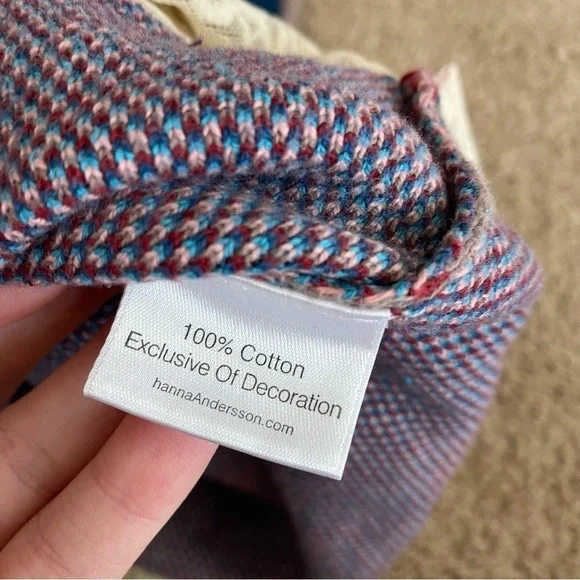 100% Cotton
Exclusive Of Decoration
hannaAndersson.com